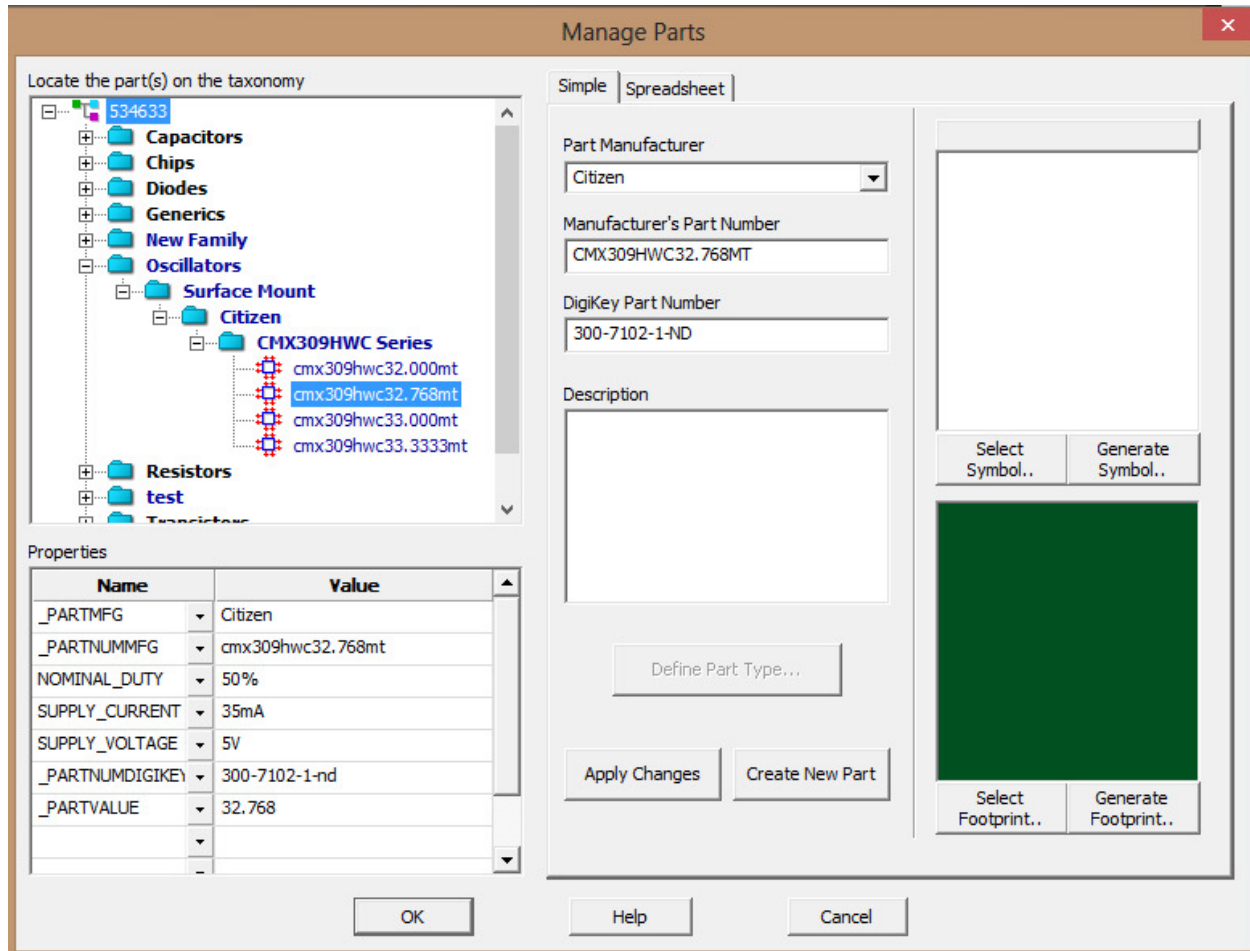 Manage Parts
Locate the part(s) on the taxonomy
534633
Capacitors
Chips
Diodes
Generics
New Family
Oscillators
Surface Mount
Citizen
CMX309HWC Series
cmx309hwc32.000mt
cmx309hwc32.768mt
cmx309hwc33.000mt
cmx309hwc33.3333mt
Resistors
test
Transistors
Properties
Name Value
_PARTMFG Citizen
_PARTNUMMFG cmx309hwc32.768mt
NOMINAL_DUTY 50%
SUPPLY_CURRENT 35mA
SUPPLY_VOLTAGE 5V
_PARTNUMDIGIKEY 300-7102-1-nd
_PARTVALUE 32.768
Simple Spreadsheet
Part Manufacturer
Citizen
Manufacturer's Part Number
CMX309HWC32.768MT
DigiKey Part Number
300-7102-1-ND
Description
Define Part Type...
Apply Changes Create New Part
Select
Symbol..
Generate
Symbol..
Select
Footprint..
Generate
Footprint..
OK Help Cancel